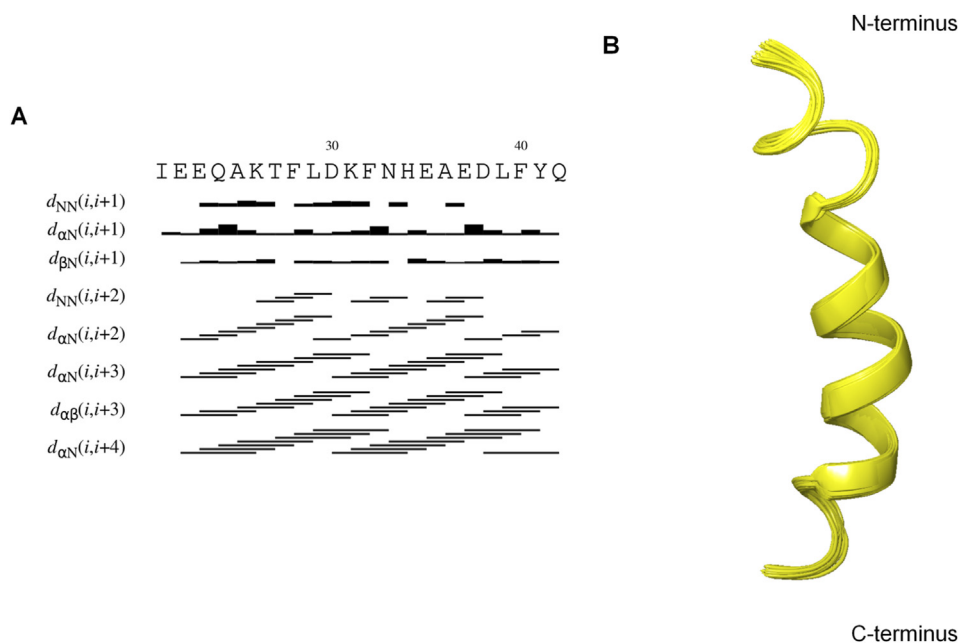 N-terminus
B
A
30 40
IEEQAKTFLDKFNHEAEDLFYQ
dNN(i,i+1)
dαN(i,i+1)
dβN(i,i+1)
dNN(i,i+2)
dαN(i,i+2)
dαN(i,i+3)
dαβ(i,i+3)
dαN(i,i+4)
C-terminus